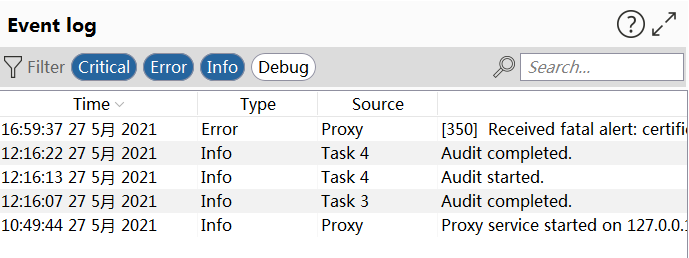 Event log
Filter Critical Error Info Debug Search...
Time Type Source
16:59:37 27 5月 2021 Error Proxy [350] Received fatal alert: certific
12:16:22 27 5月 2021 Info Task 4 Audit completed.
12:16:13 27 5月 2021 Info Task 4 Audit started.
12:16:07 27 5月 2021 Info Task 3 Audit completed.
10:49:44 27 5月 2021 Info Proxy Proxy service started on 127.0.0.1